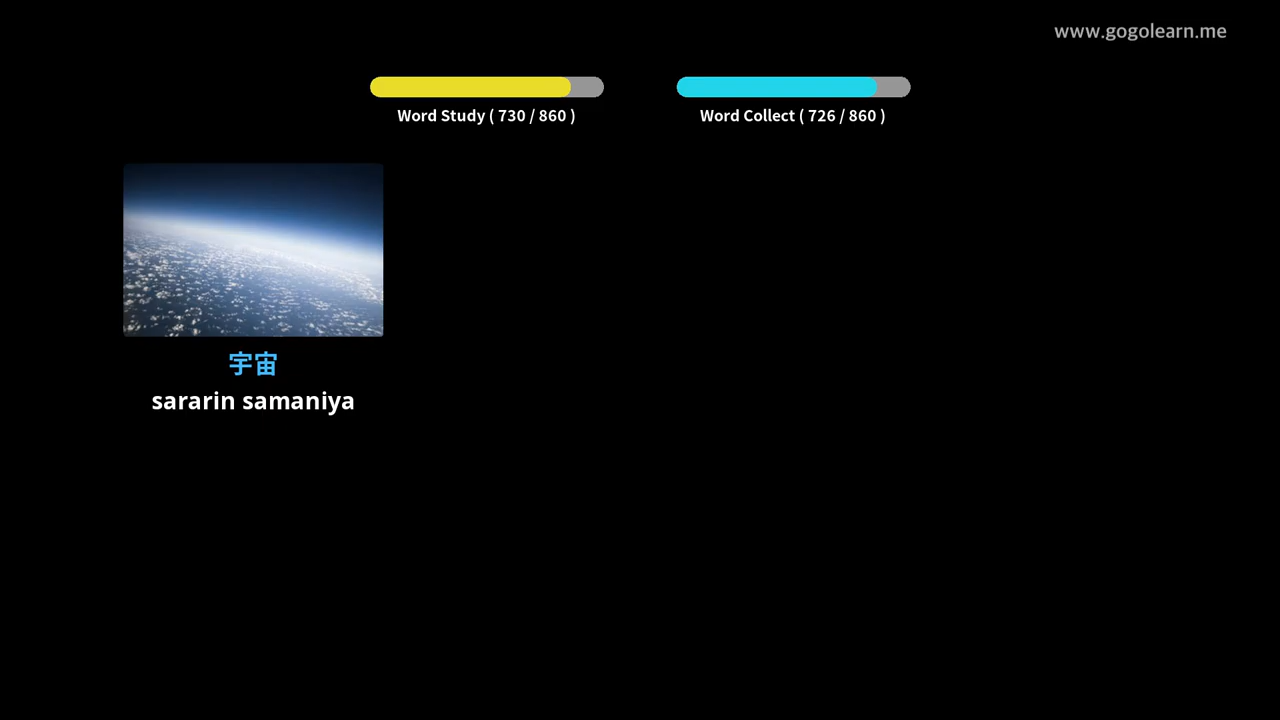 www.gogolearn.me
Word Study ( 730 / 860 )
Word Collect ( 726 / 860 )
宇宙
sararin samaniya